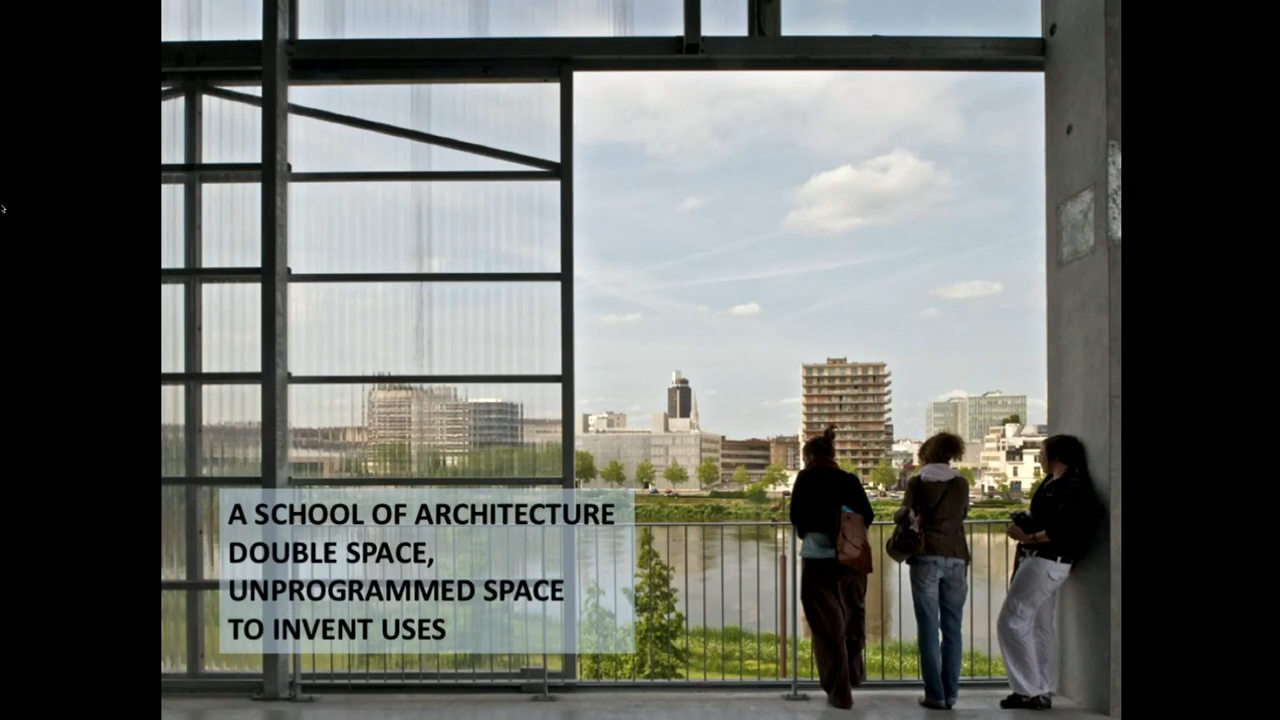 A SCHOOL OF ARCHITECTURE
DOUBLE SPACE,
UNPROGRAMMED SPACE
TO INVENT USES